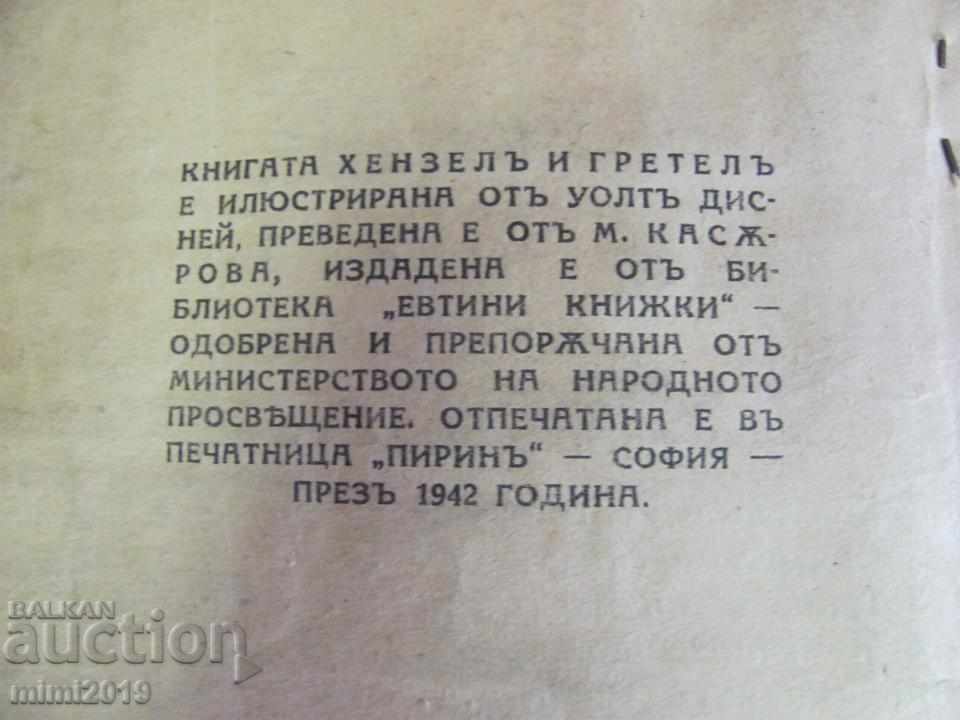 КНИГАТА ХЕНЗЕЛЪ И ГРЕТЕЛЪ
Е ИЛЮСТРИРАНА ОТЪ УОЛТЪ ДИС-
НЕЙ, ПРЕВЕДЕНА Е ОТЪ М. КАСѪ-
РОВА, ИЗДАДЕНА Е ОТЪ БИ-
БЛИОТЕКА „ЕВТИНИ КНИЖКИ“ —
ОДОБРЕНА И ПРЕПОРѪЧАНА ОТЪ
МИНИСТЕРСТВОТО НА НАРОДНОТО
ПРОСВѢЩЕНИЕ. ОТПЕЧАТАНА Е ВЪ
ПЕЧАТНИЦА „ПИРИНЪ“ — СОФИЯ —
ПРЕЗЪ 1942 ГОДИНА.
BALKAN
auction
mimi2019